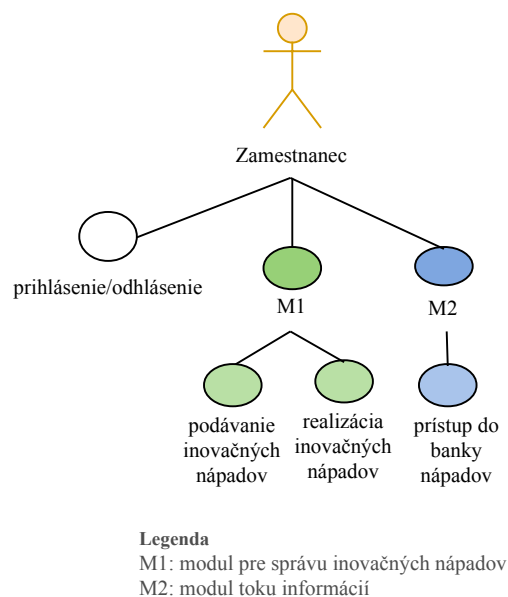 Zamestnanec
prihlásenie/odhlásenie
M1
M2
podávanie
inovačných
nápadov
realizácia
inovačných
nápadov
prístup do
banky
nápadov
Legenda
M1: modul pre správu inovačných nápadov
M2: modul toku informácií